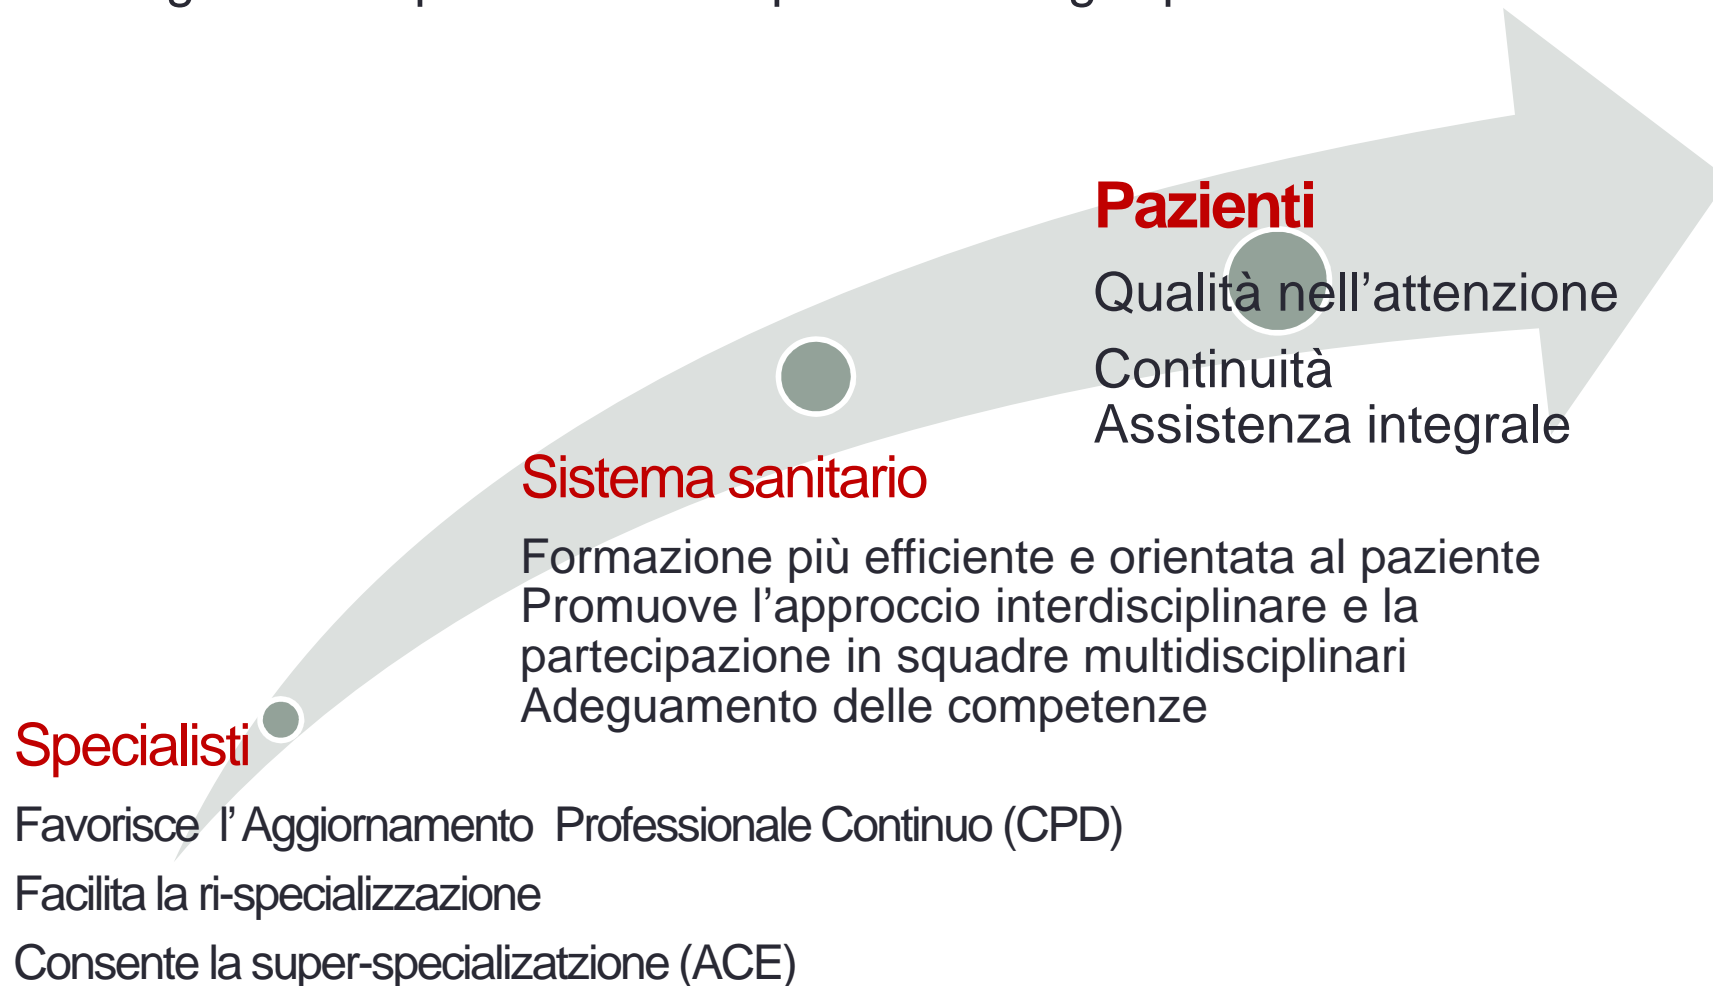 Pazienti
Qualità nell’attenzione
Continuità
Assistenza integrale
Sistema sanitario
Formazione più efficiente e orientata al paziente
Promuove l’approccio interdisciplinare e la
partecipazione in squadre multidisciplinari
Adeguamento delle competenze
Specialisti
Favorisce l’Aggiornamento Professionale Continuo (CPD)
Facilita la ri-specializzazione
Consente la super-specializatzione (ACE)